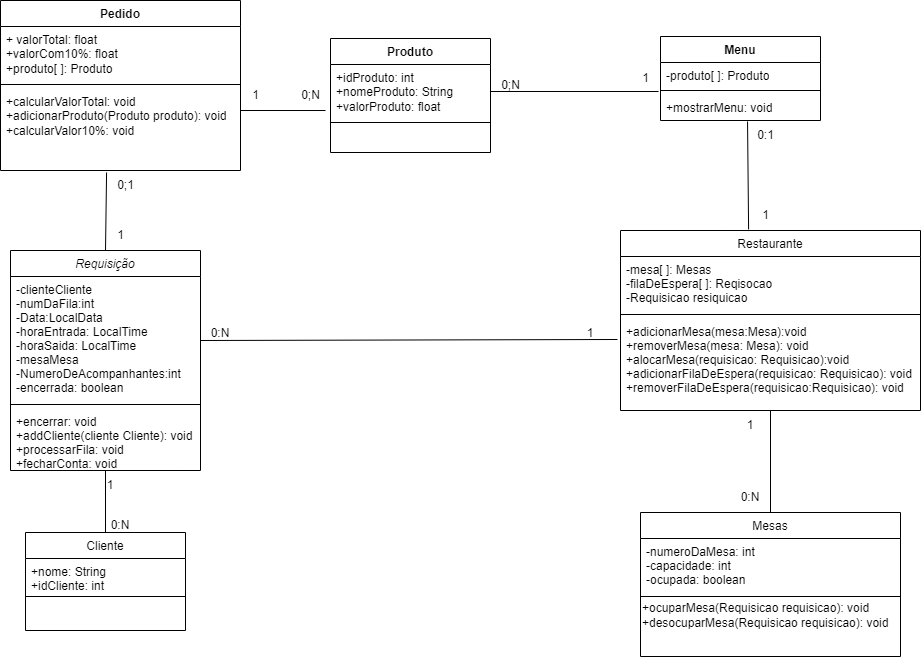 Pedido
+ valorTotal: float
+valorCom10%: float
+produto[ ]: Produto
+calcularValorTotal: void
+adicionarProduto(Produto produto): void
+calcularValor10%: void
1
0;N
Produto
+idProduto: int
+nomeProduto: String
+valorProduto: float
0;N
1
Menu
-produto[ ]: Produto
+mostrarMenu: void
0:1
1
0;1
1
Requisição
-clienteCliente
-numDaFila:int
-Data:LocalData
-horaEntrada: LocalTime
-horaSaida: LocalTime
-mesaMesa
-NumeroDeAcompanhantes:int
-encerrada: boolean
+encerrar: void
+addCliente(cliente Cliente): void
+processarFila: void
+fecharConta: void
0:N
1
Restaurante
-mesa[ ]: Mesas
-filaDeEspera[ ]: Reqisocao
-Requisicao resiquicao
+adicionarMesa(mesa:Mesa):void
+removerMesa(mesa: Mesa): void
+alocarMesa(requisicao: Requisicao):void
+adicionarFilaDeEspera(requisicao: Requisicao): void
+removerFilaDeEspera(requisicao:Requisicao): void
1
0:N
Cliente
+nome: String
+idCliente: int
1
0:N
Mesas
-numeroDaMesa: int
-capacidade: int
-ocupada: boolean
+ocuparMesa(Requisicao requisicao): void
+desocuparMesa(Requisicao requisicao): void